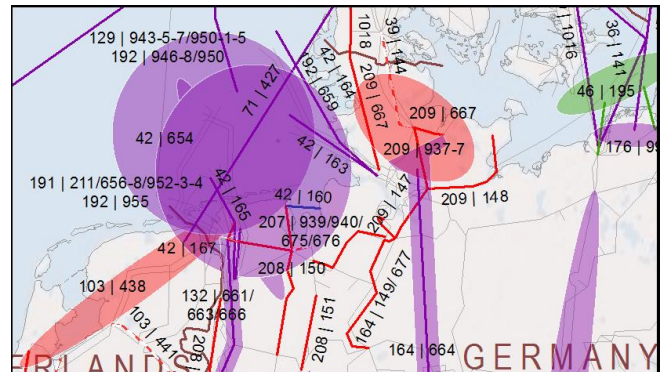 129 | 943-5-7/950-1-5
192 | 946-8/950
71 | 427
192 | 659
42 | 164
1018
209 | 667
39 | 144
1016
36 | 141
46 | 195
209 | 667
42 | 654
42 | 163
209 | 937-7
176 | 99
191 | 211/656-8/952-3-4
192 | 955
42 | 165
42 | 160
209 | 147
209 | 148
207 | 939/940/
675/676
42 | 167
208 | 150
103 | 438
132 | 661/
663/666
103 | 441
208 |
208 | 151
164 | 149/677
164 | 664
ERLANDS
GERMANY